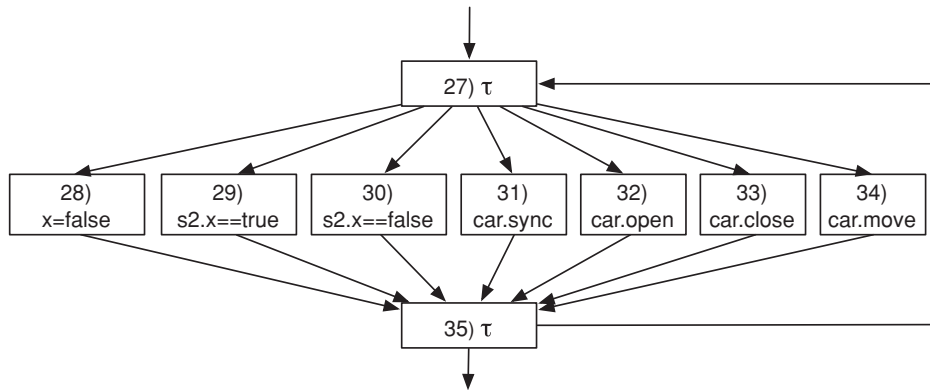 27) τ
28)
x=false
29)
s2.x==true
30)
s2.x==false
31)
car.sync
32)
car.open
33)
car.close
34)
car.move
35) τ